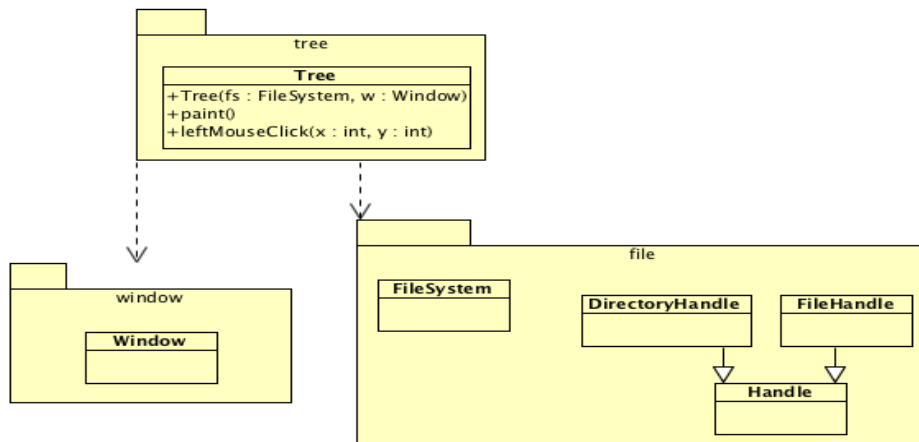 tree
Tree
+Tree(fs : FileSystem, w : Window)
+paint()
+leftMouseClick(x : int, y : int)
window
Window
file
FileSystem
DirectoryHandle
FileHandle
Handle